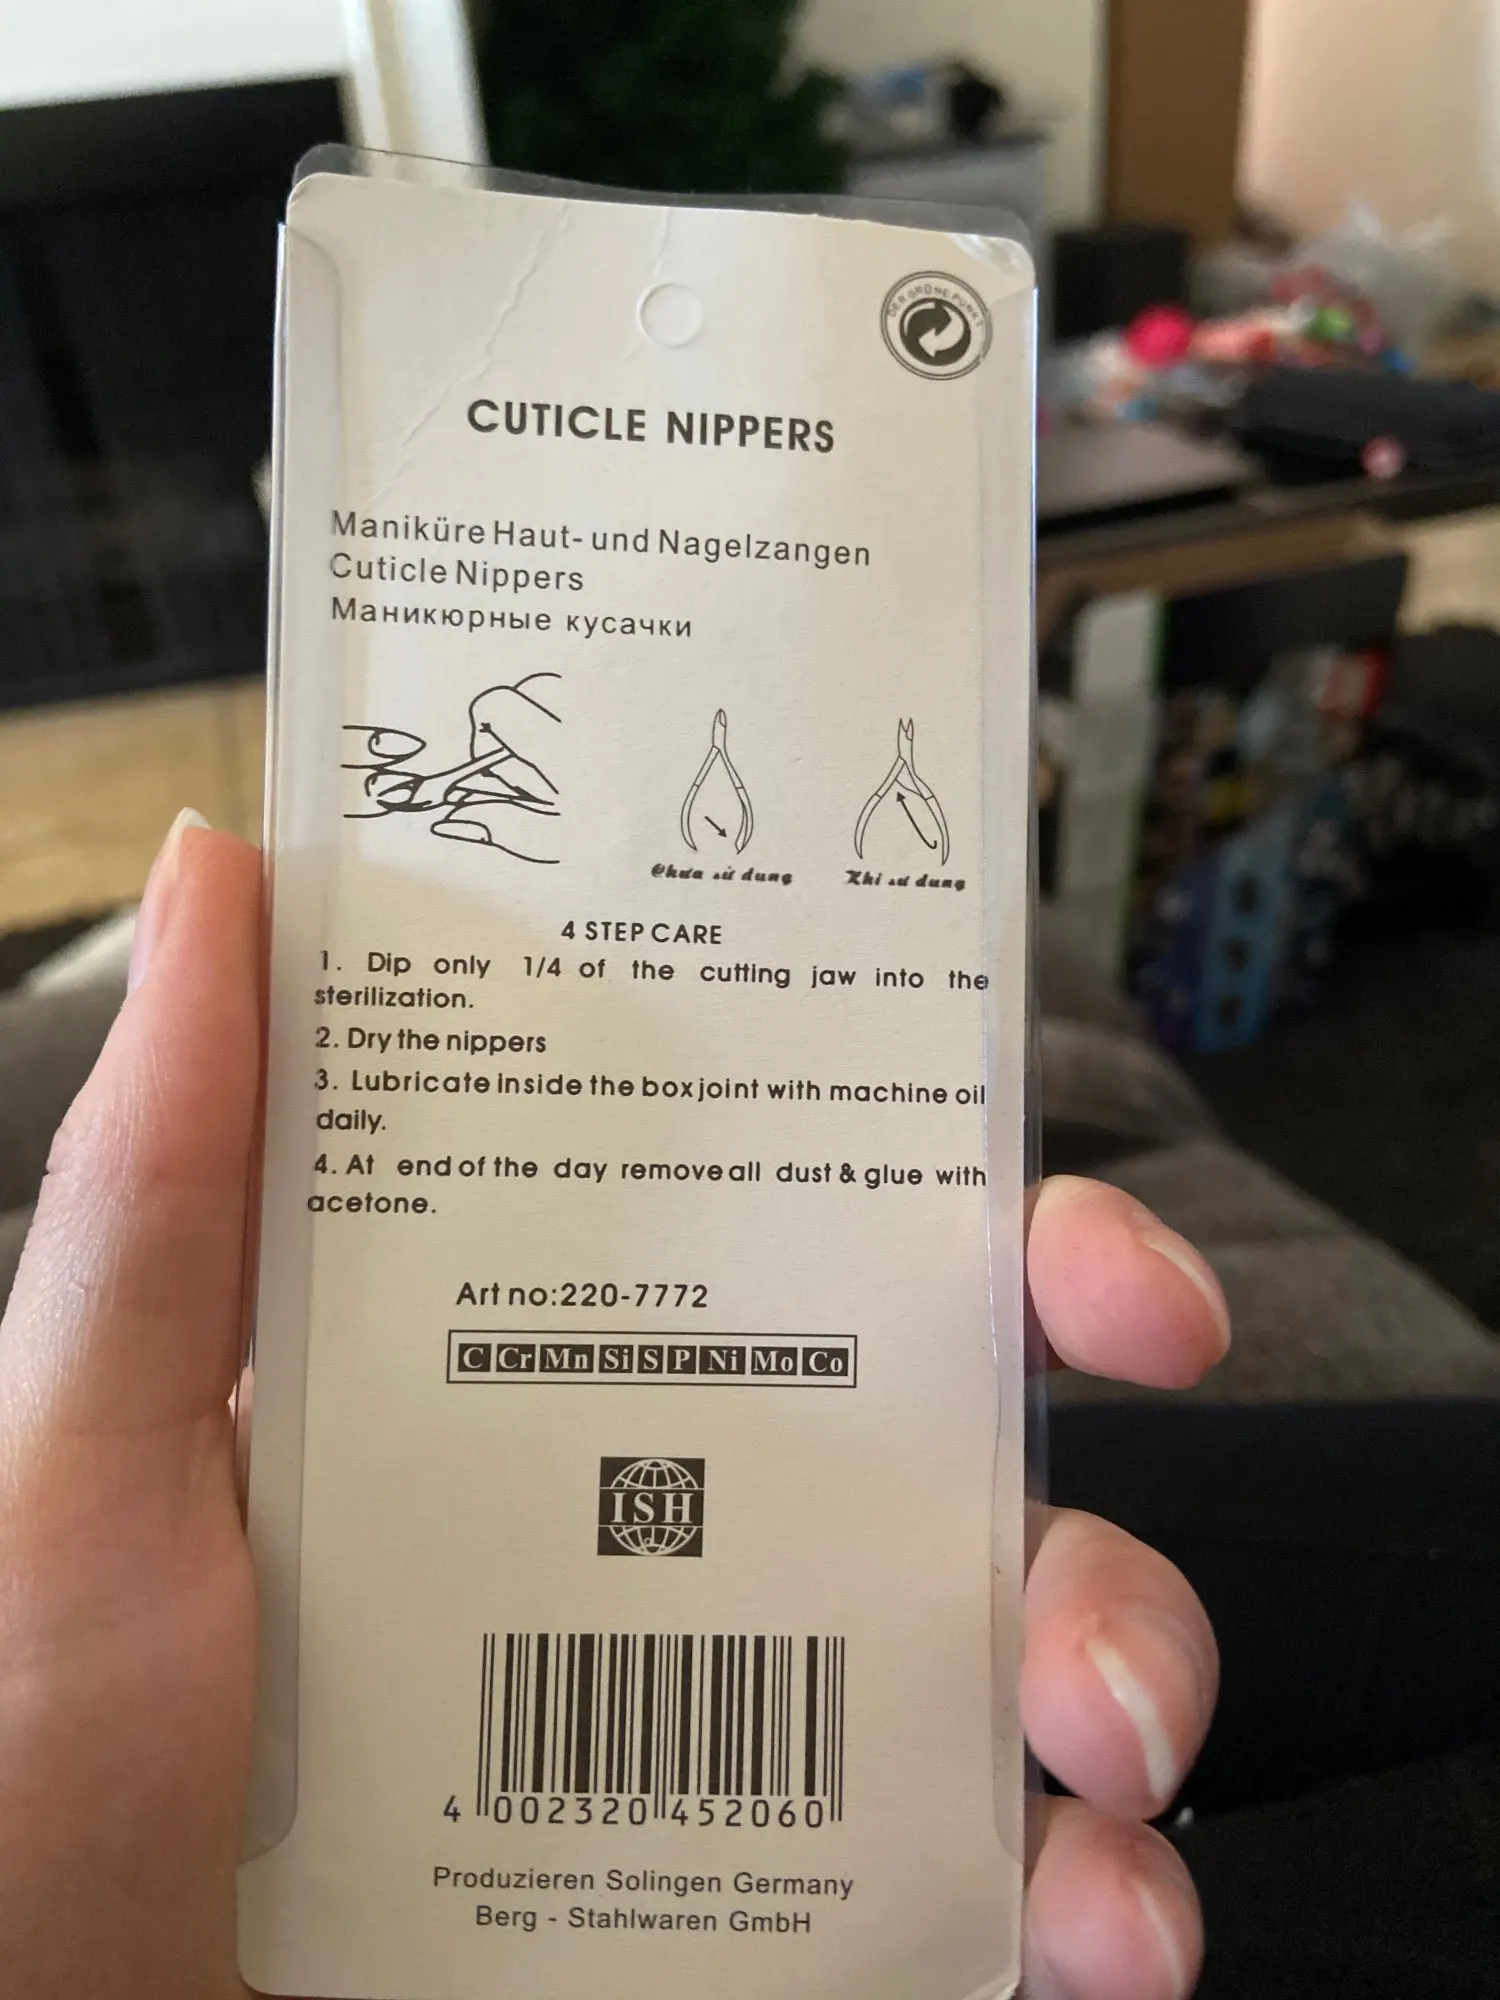 DER GRÜNE PUNKT
CUTICLE NIPPERS
Maniküre Haut- und Nagelzangen
Cuticle Nippers
Маникюрные кусачки
Chưa sử dung
Khi sử dung
4 STEP CARE
1. Dip only 1/4 of the cutting jaw into the
sterilization.
2. Dry the nippers
3. Lubricate inside the box joint with machine oil
daily.
4. At end of the day remove all dust & glue with
acetone.
Art no:220-7772
C Cr Mn Si S P Ni Mo Co
ISH
4 002320 452060
Produzieren Solingen Germany
Berg - Stahlwaren GmbH